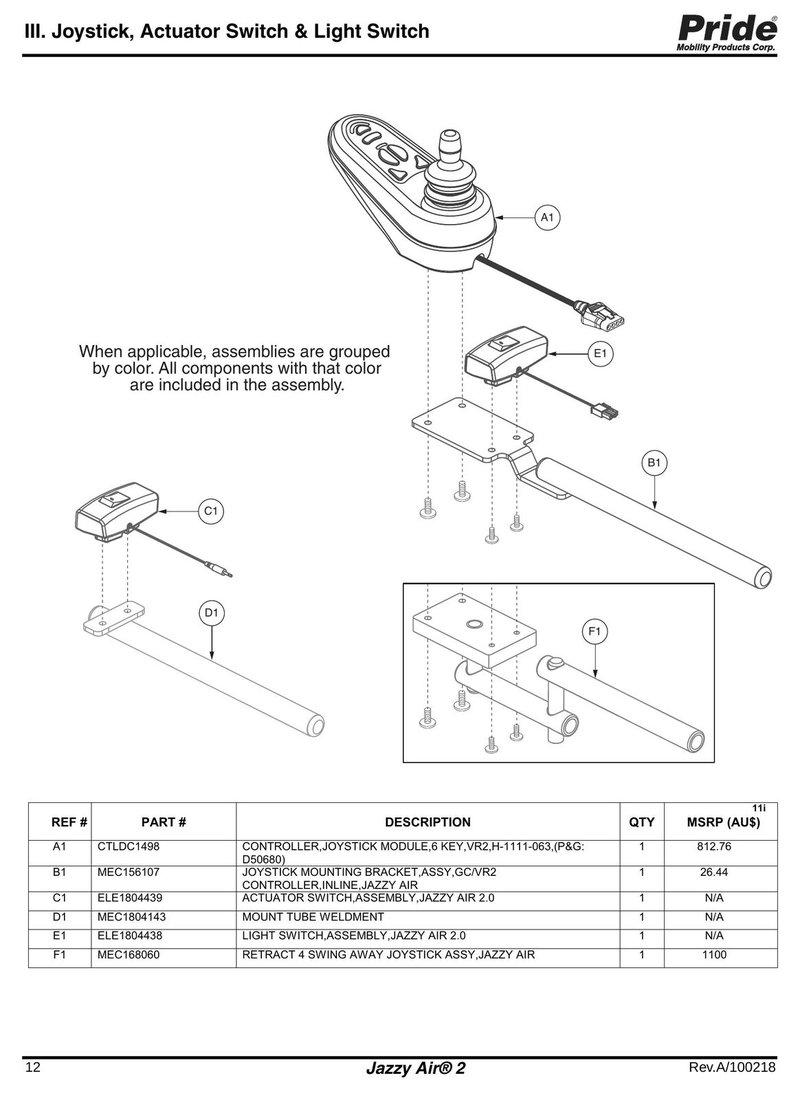 III. Joystick, Actuator Switch & Light Switch
Pride®
Mobility Products Corp.
A1
E1
When applicable, assemblies are grouped
by color. All components with that color
are included in the assembly.
B1
C1
D1
F1
11i
REF # PART # DESCRIPTION QTY MSRP (AU$)
A1 CTLDC1498 CONTROLLER,JOYSTICK MODULE,6 KEY,VR2,H-1111-063,(P&G: 1 812.76
D50680)
B1 MEC156107 JOYSTICK MOUNTING BRACKET,ASSY,GC/VR2 1 26.44
CONTROLLER,INLINE,JAZZY AIR
C1 ELE1804439 ACTUATOR SWITCH,ASSEMBLY,JAZZY AIR 2.0 1 N/A
D1 MEC1804143 MOUNT TUBE WELDMENT 1 N/A
E1 ELE1804438 LIGHT SWITCH,ASSEMBLY,JAZZY AIR 2.0 1 N/A
F1 MEC168060 RETRACT 4 SWING AWAY JOYSTICK ASSY,JAZZY AIR 1 1100
12 Jazzy Air® 2 Rev.A/100218